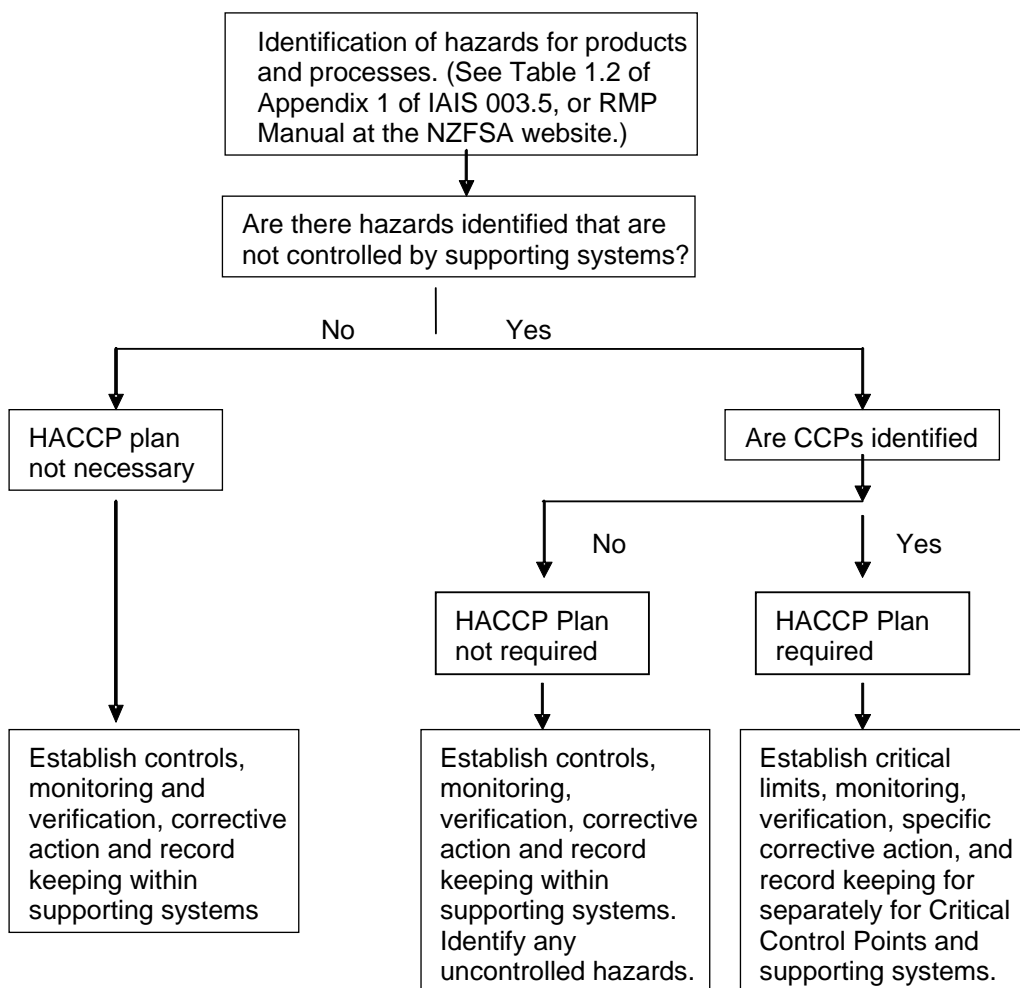 Identification of hazards for products
and processes. (See Table 1.2 of
Appendix 1 of IAIS 003.5, or RMP
Manual at the NZFSA website.)
Are there hazards identified that are
not controlled by supporting systems?
No
Yes
HACCP plan
not necessary
Are CCPs identified
No
Yes
HACCP Plan
not required
HACCP Plan
required
Establish controls,
monitoring and
verification, corrective
action and record
keeping within
supporting systems
Establish controls,
monitoring,
verification, corrective
action and record
keeping within
supporting systems.
Identify any
uncontrolled hazards.
Establish critical
limits, monitoring,
verification, specific
corrective action, and
record keeping for
separately for Critical
Control Points and
supporting systems.